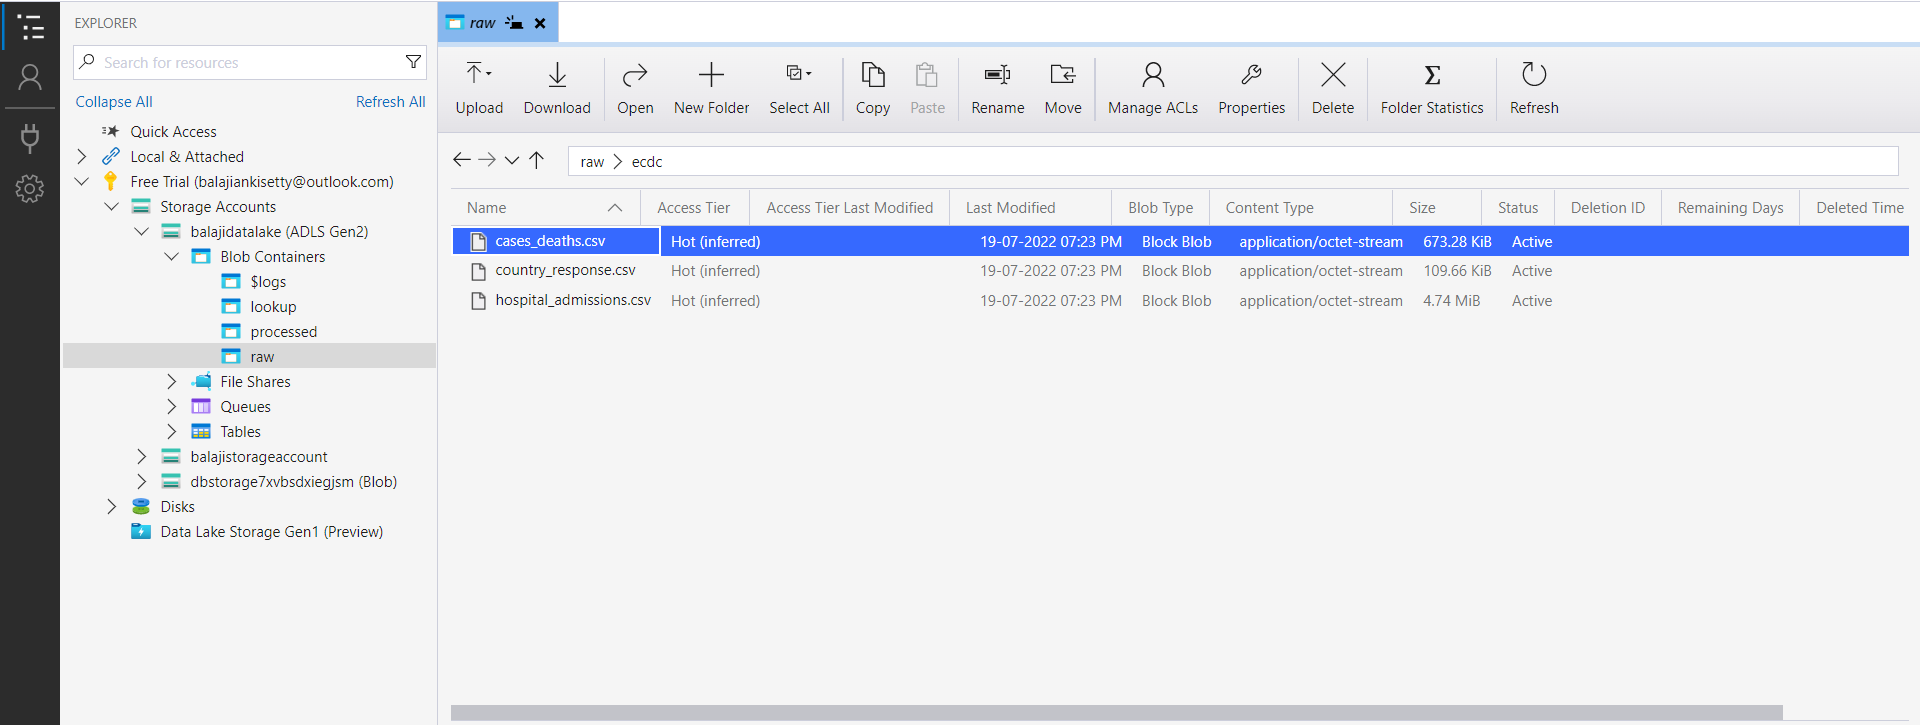 EXPLORER
Search for resources
Collapse All Refresh All
Quick Access
Local & Attached
Free Trial (balajiankisetty@outlook.com)
Storage Accounts
balajidatalake (ADLS Gen2)
Blob Containers
$logs
lookup
processed
raw
File Shares
Queues
Tables
balajistorageaccount
dbstorage7xvbsdxiegjsm (Blob)
Disks
Data Lake Storage Gen1 (Preview)
raw
Upload Download Open New Folder Select All Copy Paste Rename Move Manage ACLs Properties Delete Folder Statistics Refresh
raw > ecdc
Name Access Tier Access Tier Last Modified Last Modified Blob Type Content Type Size Status Deletion ID Remaining Days Deleted Time
cases_deaths.csv Hot (inferred) 19-07-2022 07:23 PM Block Blob application/octet-stream 673.28 KiB Active
country_response.csv Hot (inferred) 19-07-2022 07:23 PM Block Blob application/octet-stream 109.66 KiB Active
hospital_admissions.csv Hot (inferred) 19-07-2022 07:23 PM Block Blob application/octet-stream 4.74 MiB Active